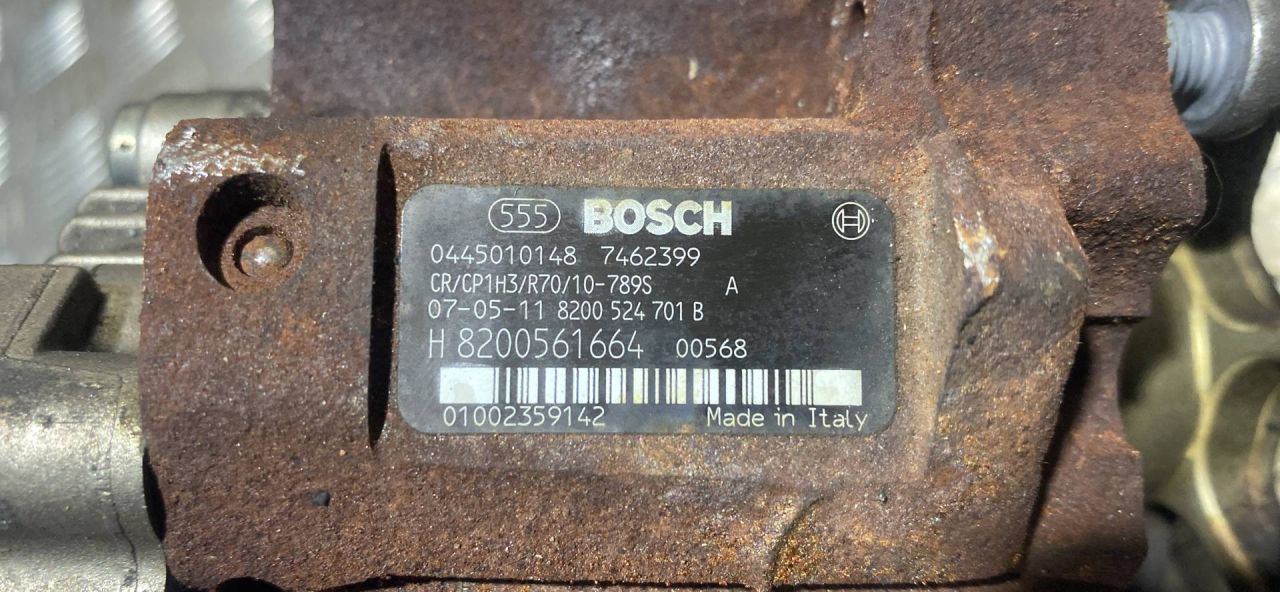 555 BOSCH
0445010148 7462399
CR/CP1H3/R70/10-789S A
07-05-11 8200 524 701 B
H 8200561664 00568
01002359142 Made in Italy